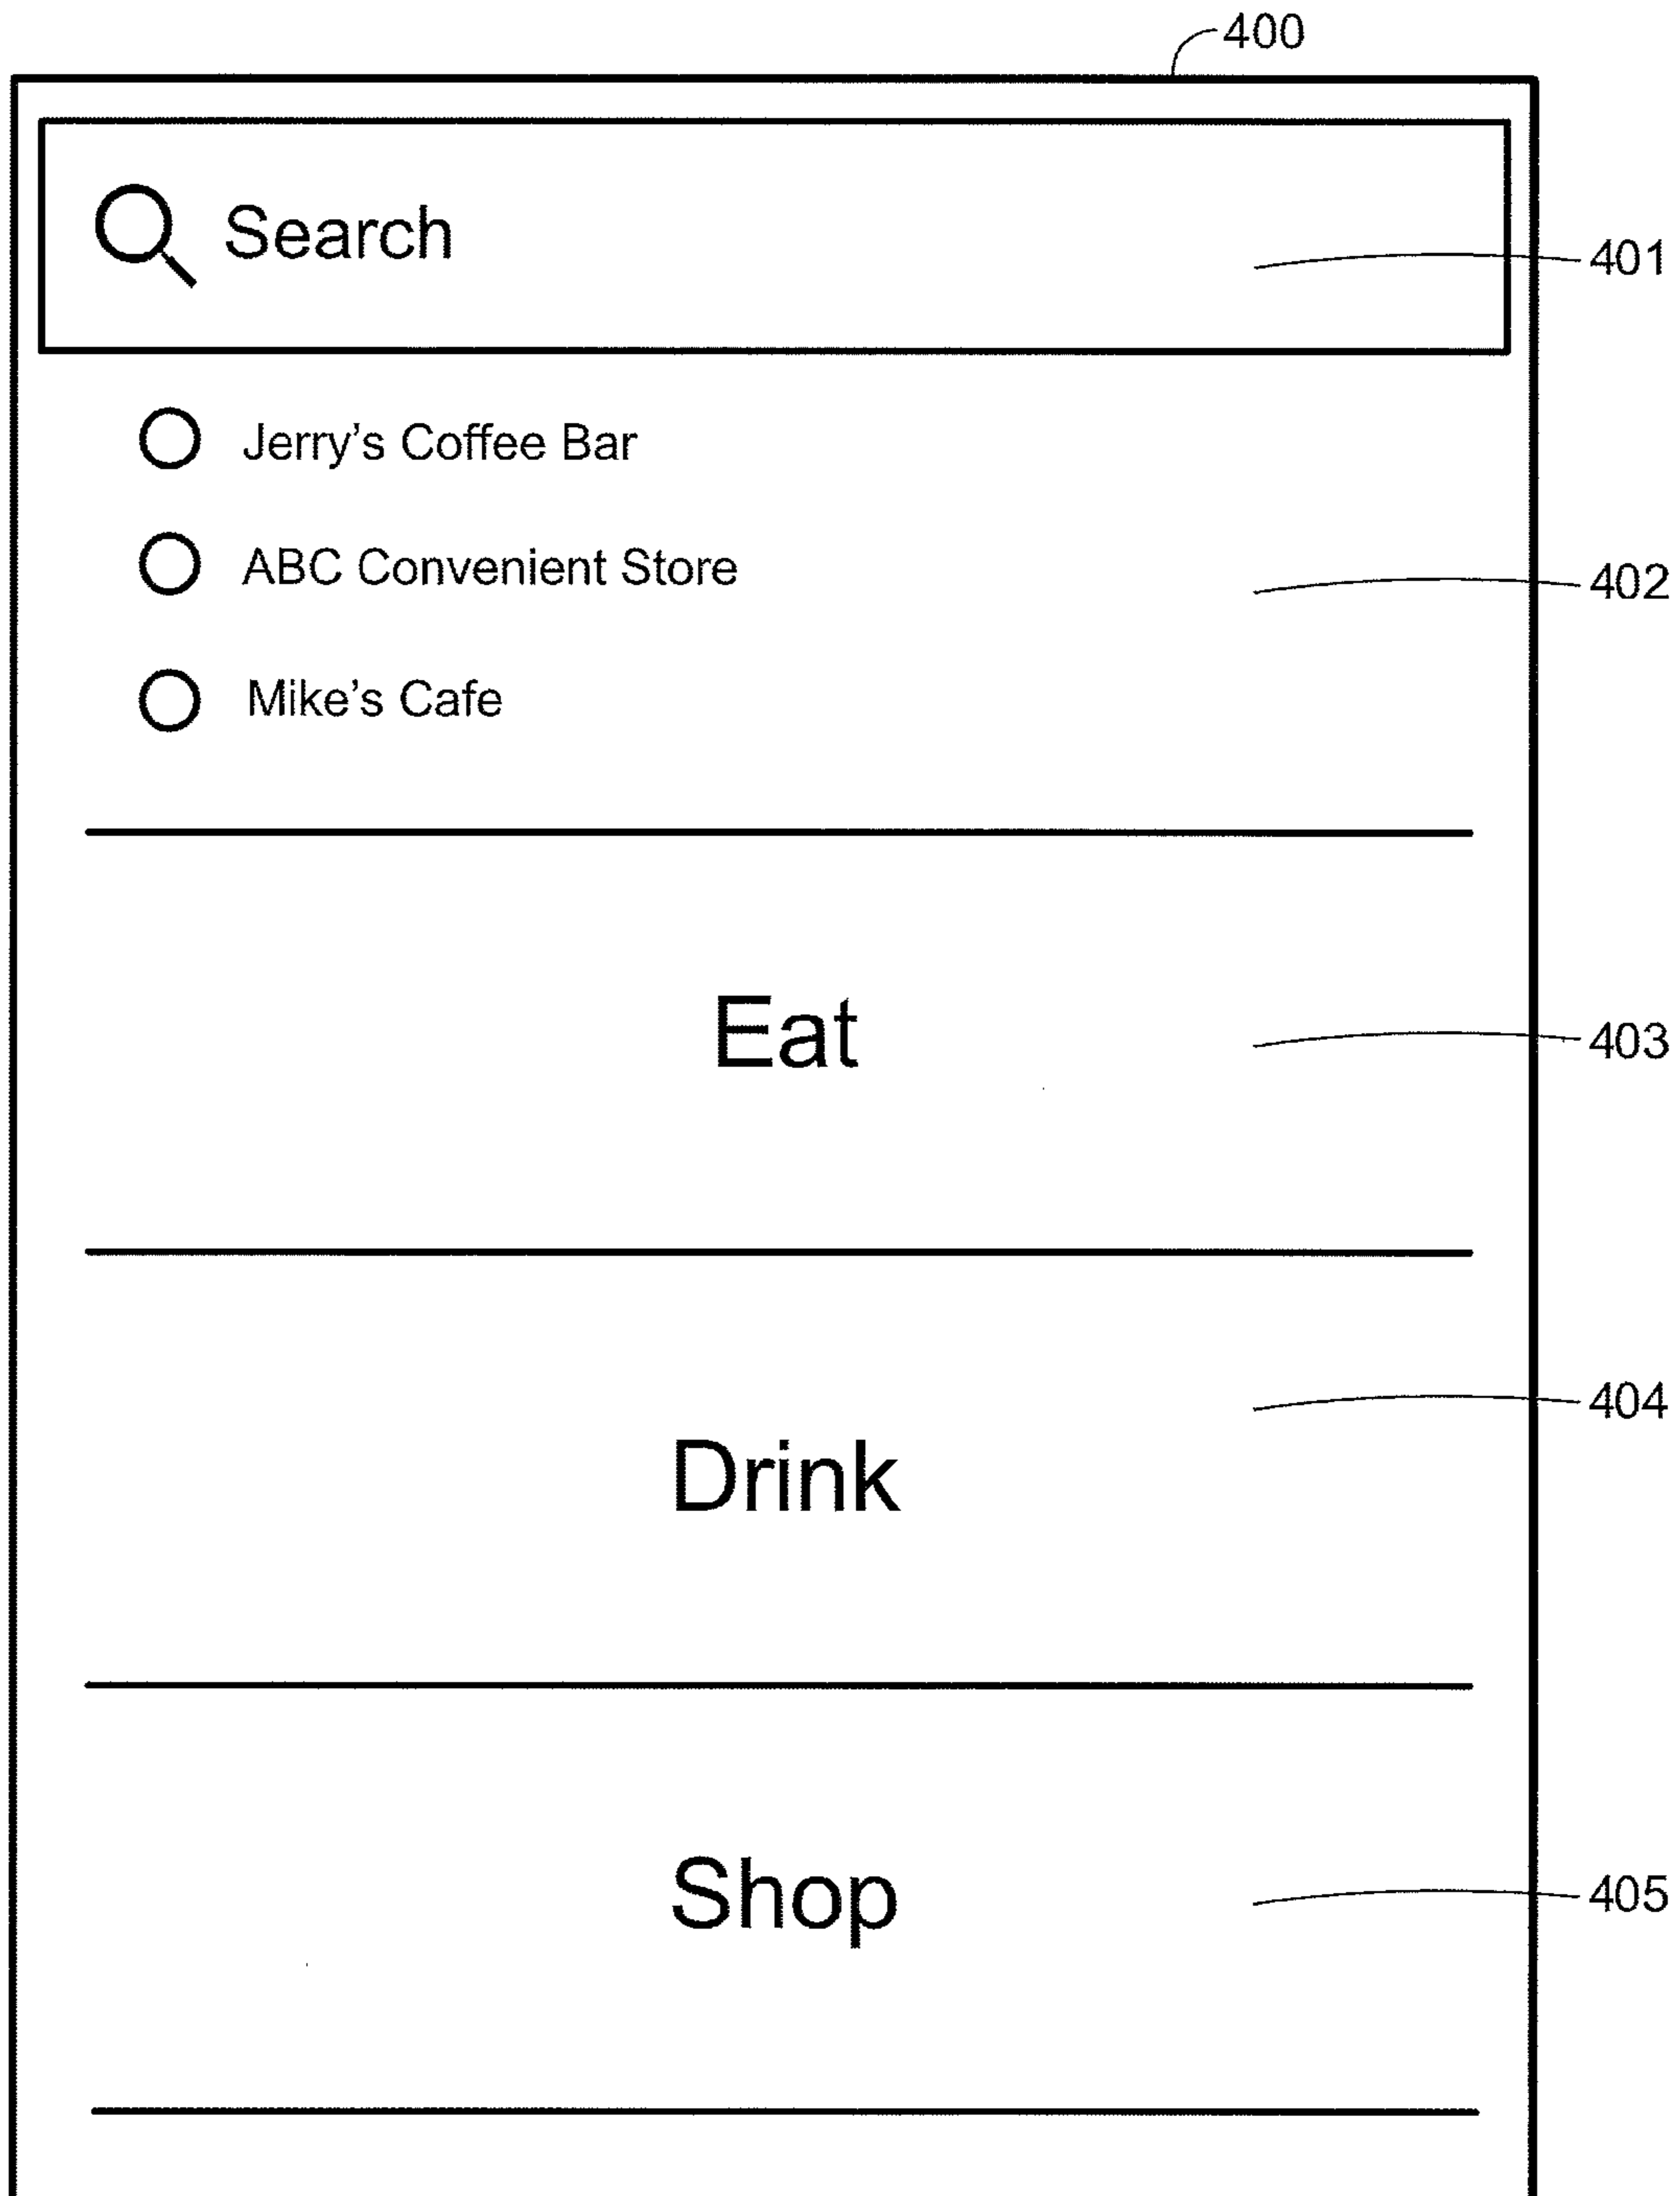 400
Search
401
Jerry's Coffee Bar
ABC Convenient Store
402
Mike's Cafe
Eat
403
404
Drink
Shop
405